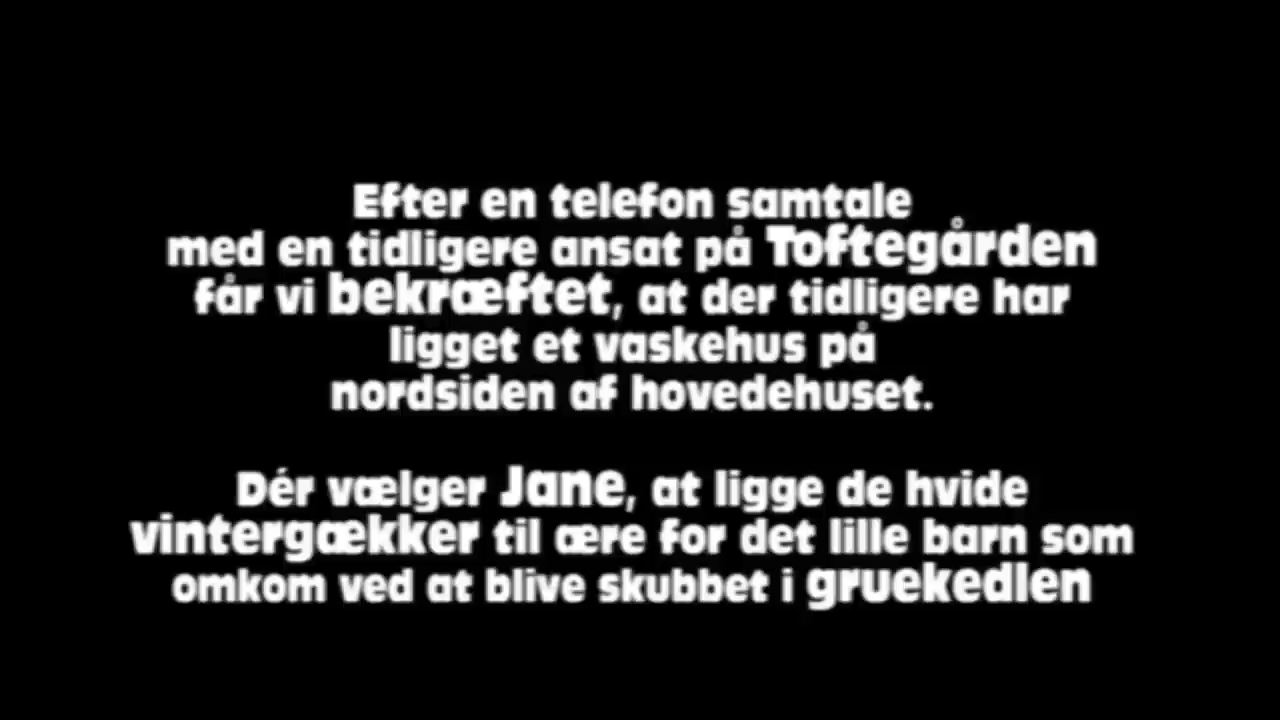 Efter en telefon samtale
med en tidligere ansat på Toftegården
får vi bekræftet, at der tidligere har
ligget et vaskehus på
nordsiden af hovedehuset.
Dér vælger Jane, at ligge de hvide
vintergækker til ære for det lille barn som
omkom ved at blive skubbet i gruekedlen